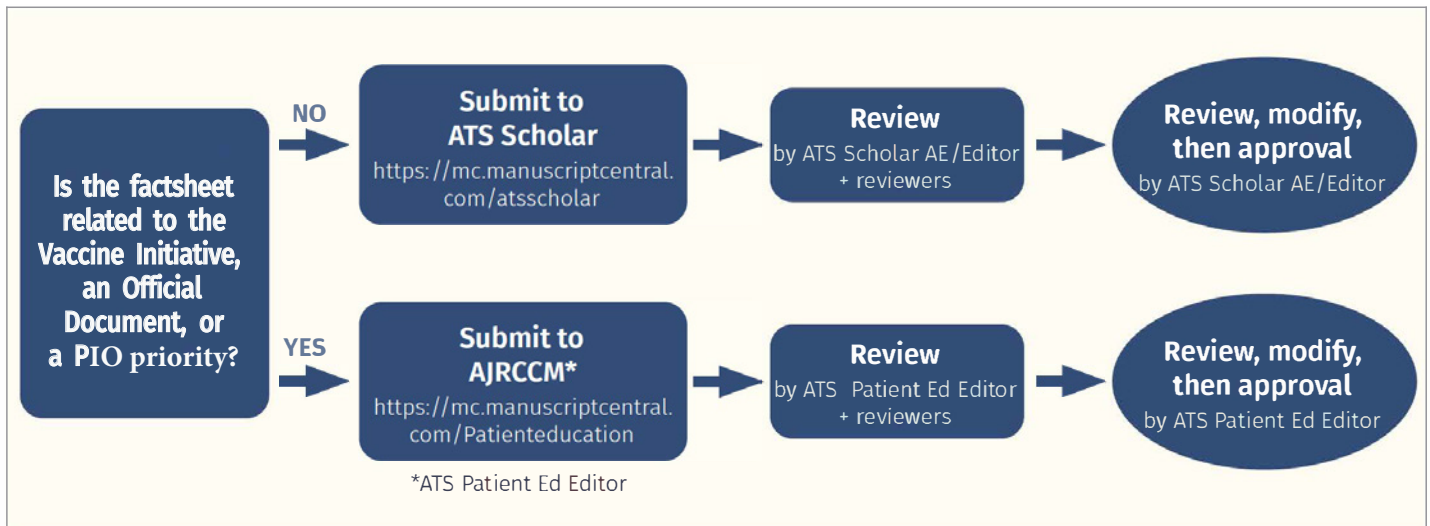 Is the factsheet
related to the
Vaccine Initiative,
an Official
Document, or
a PIO priority?
NO
Submit to
ATS Scholar
https://mc.manuscriptcentral.
com/atsscholar
Review
by ATS Scholar AE/Editor
+ reviewers
Review, modify,
then approval
by ATS Scholar AE/Editor
YES
Submit to
AJRCCM*
https://mc.manuscriptcentral.
com/Patienteducation
*ATS Patient Ed Editor
Review
by ATS Patient Ed Editor
+ reviewers
Review, modify,
then approval
by ATS Patient Ed Editor